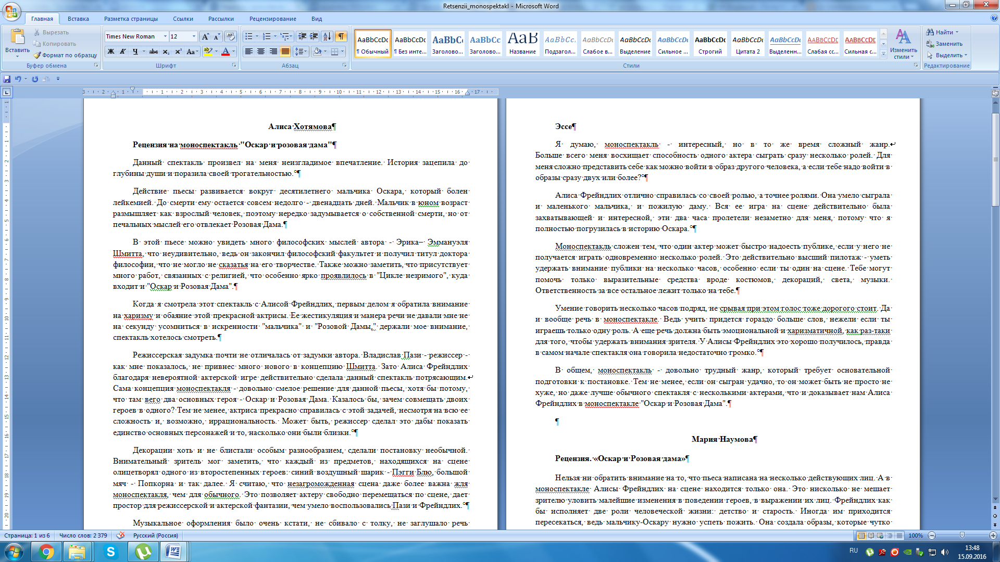 Retsenzii_monospektakl - Microsoft Word
Главная Вставка Разметка страницы Ссылки Рассылки Рецензирование Вид
Вставить
Вырезать
Копировать
Формат по образцу
Буфер обмена
Times New Roman 12
Ж К Ч abc x₂ x² Aa
Шрифт
Абзац
AaBbCcDc AaBbCcDc AaBbC AaBbCc AaB AaBbCc. AaBbCcDc AaBbCcDc AaBbCcDc AaBbCcDc AaBbCcDc AaBbCcDc AaBbCcDc AaBbCcDc
¶ Обычный ¶ Без инте... Заголово... Заголово... Название Подзагол... Слабое в... Выделение Сильное ... Строгий Цитата 2 Выделенн... Слабая сс... Сильная с...
Стили
Изменить стили
Найти
Заменить
Выделить
Редактирование
3 2 1 1 2 3 4 5 6 7 8 9 10 11 12 13 14 15 16 17
Алиса Хотямова¶
Рецензия на моноспектакль "Оскар и розовая дама"¶
Данный спектакль произвел на меня неизгладимое впечатление. История зацепила до
глубины души и поразила своей трогательностью.°¶
Действие пьесы развивается вокруг десятилетнего мальчика Оскара, который болен
лейкемией. До смерти ему остается совсем недолго - двенадцать дней. Мальчик в юном возраст
размышляет как взрослый человек, поэтому нередко задумывается о собственной смерти, но от
печальных мыслей его отвлекает Розовая Дама.¶
В этой пьесе можно увидеть много философских мыслей автора - Эрика– Эммануэля
Шмитта, что неудивительно, ведь он закончил философский факультет и получил титул доктора
философии, что не могло не сказатья на его творчестве. Также можно заметить, что присутствует
много работ, связанных с религией, что особенно ярко проявлилось в "Цикле незримого", куда
входит и "Оскар и Розовая Дама".¶
Когда я смотрела этот спектакль с Алисой Фрейндлих, первым делом я обратила внимание
на харизму и обаяние этой прекрасной актрисы. Ее жестикуляция и манера речи не давали мне не
на секунду усомниться в искренности "мальчика" и "Розовой Дамы," держали мое внимание,
спектакль хотелось смотреть.¶
Режиссерская задумка почти не отличалась от задумки автора. Владислав Пази - режиссер -
как мне показалось, не привнес много нового в концепцию Шмитта. Зато Алиса Фрейндлих
благодаря невероятной актерской игре действительно сделала данный спектакль потрясающим.↵
Сама концепция моноспектакля - довольно смелое решение для данной пьесы, хотя бы потому,
что там вего два основных героя - Оскар и Розовая Дама. Казалось бы, зачем совмещать двоих
героев в одного? Тем не менее, актриса прекрасно справилась с этой задачей, несмотря на всю ее
сложность и, возможно, иррациональность. Может быть, режиссер сделал это дабы показать
единство основных персонажей и то, насколько они были близки.°¶
Декорации хоть и не блистали особым разнообразием, сделали постановку необычной.
Внимательный зритель мог заметить, что каждый из предметов, находящихся на сцене
олицетворял одного из второстепенных героев: синий воздушный шарик - Пэгги Блю, большой
мяч - Попкорна и так далее. Я считаю, что незагроможденная сцена даже более важна жля
моноспектакля, чем для обычного. Это позволяет актеру свободно перемещаться по сцене, дает
простор для режиссерской и актерской фантазии, чем умело воспользовались Пази и Фрейндлих.°¶
Музыкальное оформления было очень кстати, не сбивало с толку, не заглушало речь
Эссе¶
Я думаю, моноспектакль - интересный, но в то же время сложный жанр.↵
Больше всего меня восхищает способность одного актера сыграть сразу несколько ролей. Для
меня сложно представить себе как можно войти в образ другого человека, а если тебе надо войти в
образы сразу двух или более?°¶
Алиса Фрейндлих отлично справилась со своей ролью, а точнее ролями. Она умело сыграла
и маленького мальчика, и пожилую даму. Вся ее игра на сцене действительно была
захватывающей и интересной, эти два часа пролетели незаметно для меня, потому что я
полностью погрузилась в историю Оскара.°¶
Моноспектакль сложен тем, что один актер может быстро надоесть публике, если у него не
получается играть одновременно несколько ролей. Это действительно высший пилотаж - уметь
удержать внимание публики на несколько часов, особенно если ты один на сцене. Тебе могут
помочь только выразительные средства вроде костюмов, декораций, света, музыки.
Ответственность за все остальное лежит только на тебе.¶
Умение говорить несколько часов подряд, не срывая при этом голос тоже дорогого стоит. Да
и вообще речь в моноспектакле. Ведь учить придется гораздо больше слов, нежели если ты
играешь только одну роль. А еще речь должна быть эмоциональной и харизматичной, как раз-таки
для того, чтобы удержать внимания зрителя. У Алисы Фрейндлих это хорошо получилось, правда
в самом начале спектакля она говорила недостаточно громко.°¶
В общем, моноспектакль - довольно трудный жанр, который требует основательной
подготовки к постановке. Тем не менее, если он сыгран удачно, то он может быть не просто не
хуже, но даже лучше обычного спектакля с несколькими актерами, что и доказывает нам Алиса
Фрейндлих в моноспектакле "Оскар и Розовая Дама".¶
¶
Мария Наумова¶
Рецензия. «Оскар и Розовая дама»¶
Нельзя ни обратить внимание на то, что пьеса написана на несколько действующих лиц. А в
моноспектакле Алисы Фрейндлих на сцене находится только она. Это нисколько не мешает
зрителю уловить малейшие изменения в поведении героев, в выражении их лиц. Фрейндлих как
бы исполняет две роли человеческой жизни: детство и старость. Иногда им приходится
пересекаться, ведь мальчику-Оскару нужно успеть пожить. Она создала образы, которые чутко
Страница: 1 из 6 Число слов: 2 379 Русский (Россия) 100%
RU 13:48
15.09.2016